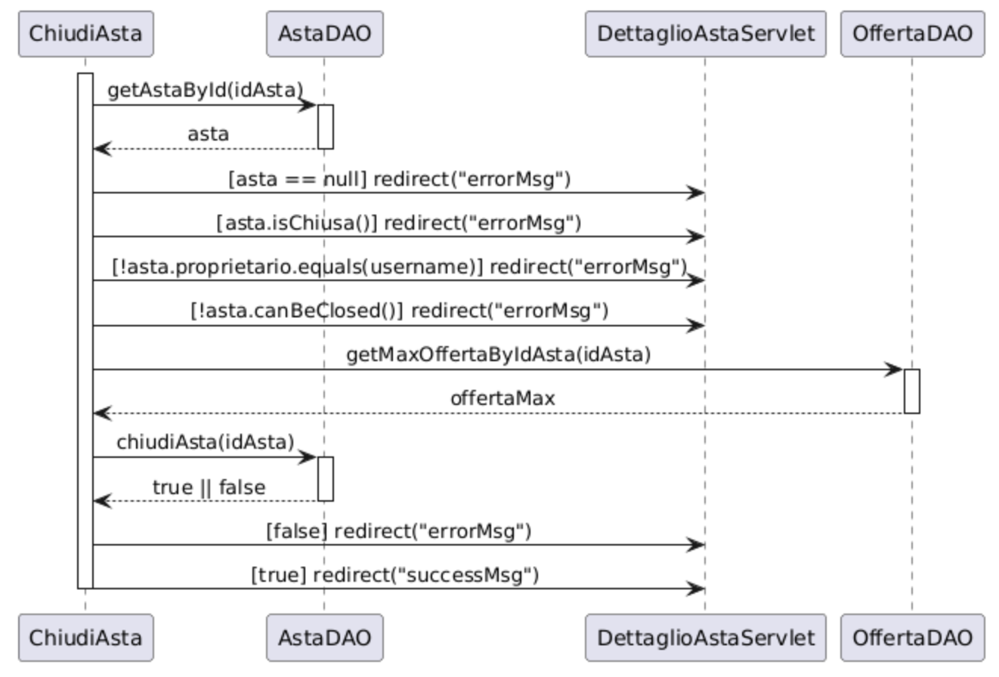 ChiudiAsta
AstaDAO
DettaglioAstaServlet
OffertaDAO
getAstaById(idAsta)
asta
[asta == null] redirect("errorMsg")
[asta.isChiusa()] redirect("errorMsg")
[!asta.proprietario.equals(username)] redirect("errorMsg")
[!asta.canBeClosed()] redirect("errorMsg")
getMaxOffertaByIdAsta(idAsta)
offertaMax
chiudiAsta(idAsta)
true || false
[false] redirect("errorMsg")
[true] redirect("successMsg")
ChiudiAsta
AstaDAO
DettaglioAstaServlet
OffertaDAO